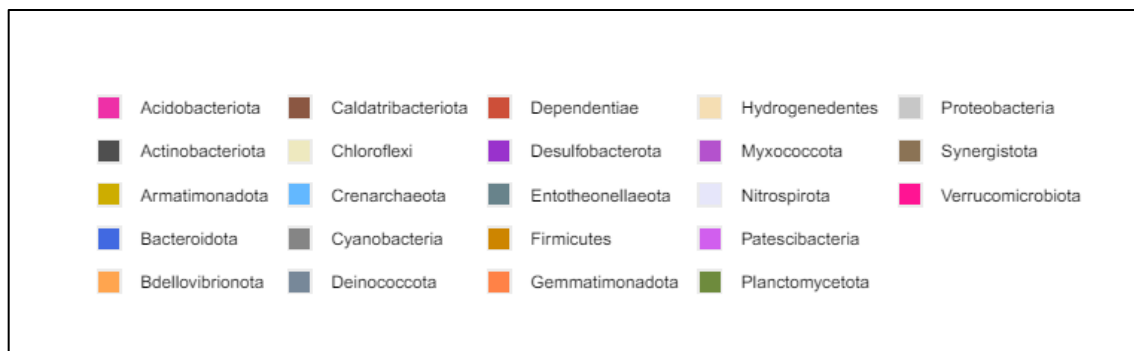 Acidobacteriota Caldatribacteriota Dependentiae Hydrogenedentes Proteobacteria
Actinobacteriota Chloroflexi Desulfobacterota Myxococcota Synergistota
Armatimonadota Crenarchaeota Entotheonellaeota Nitrospirota Verrucomicrobiota
Bacteroidota Cyanobacteria Firmicutes Patescibacteria
Bdellovibrionota Deinococcota Gemmatimonadota Planctomycetota